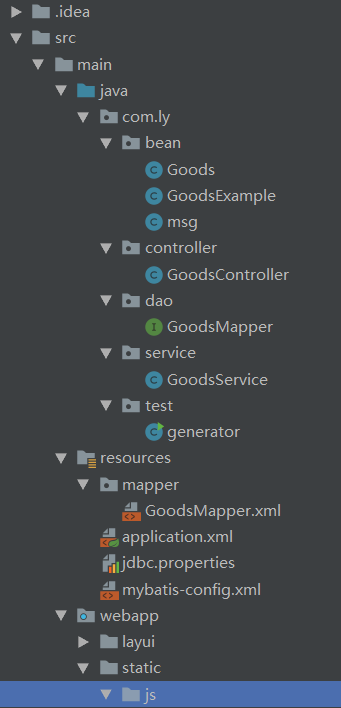 .idea
src
main
java
com.ly
bean
Goods
GoodsExample
msg
controller
GoodsController
dao
GoodsMapper
service
GoodsService
test
generator
resources
mapper
GoodsMapper.xml
application.xml
jdbc.properties
mybatis-config.xml
webapp
layui
static
js